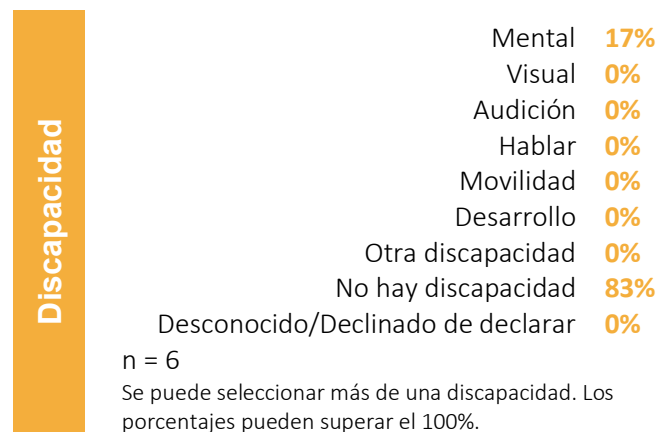 Discapacidad
Mental 17%
Visual 0%
Audición 0%
Hablar 0%
Movilidad 0%
Desarrollo 0%
Otra discapacidad 0%
No hay discapacidad 83%
Desconocido/Declinado de declarar 0%
n = 6
Se puede seleccionar más de una discapacidad. Los
porcentajes pueden superar el 100%.